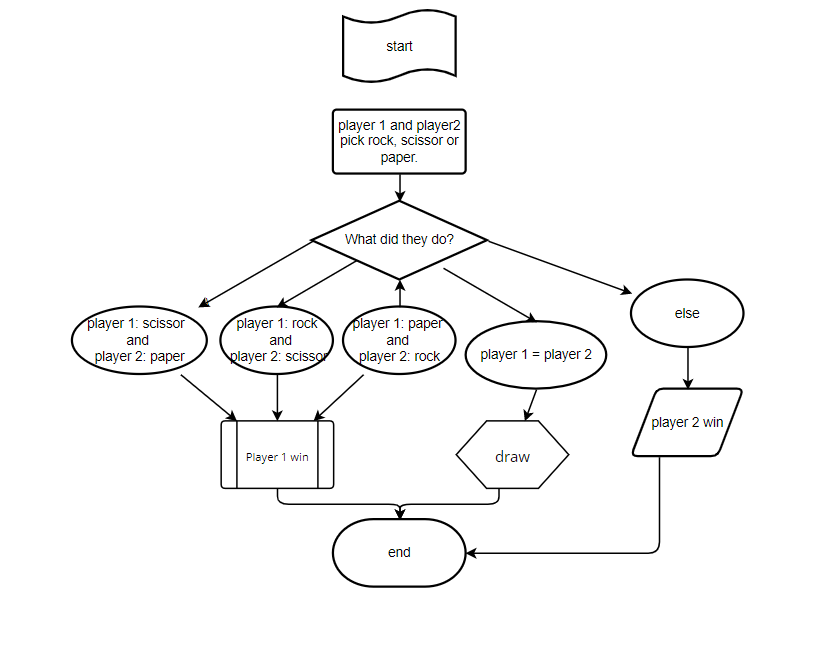 start
player 1 and player2
pick rock, scissor or
paper.
What did they do?
player 1: scissor
and
player 2: paper
player 1: rock
and
player 2: scissor
player 1: paper
and
player 2: rock
player 1 = player 2
else
Player 1 win
draw
player 2 win
end